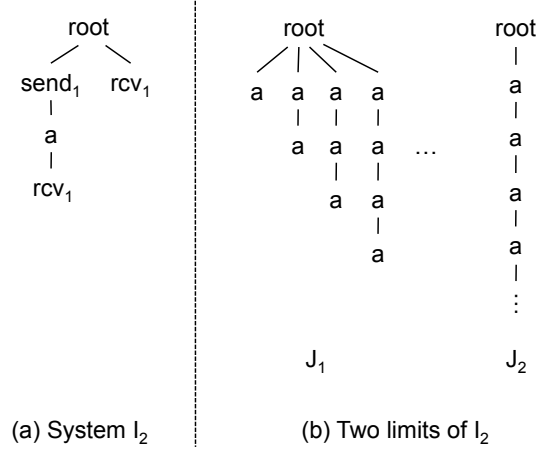 root
send₁ rcv₁
a
rcv₁
(a) System I₂
root root
a a a a a
a a a ... a
a a a
a a
⋮
J₁ J₂
(b) Two limits of I₂